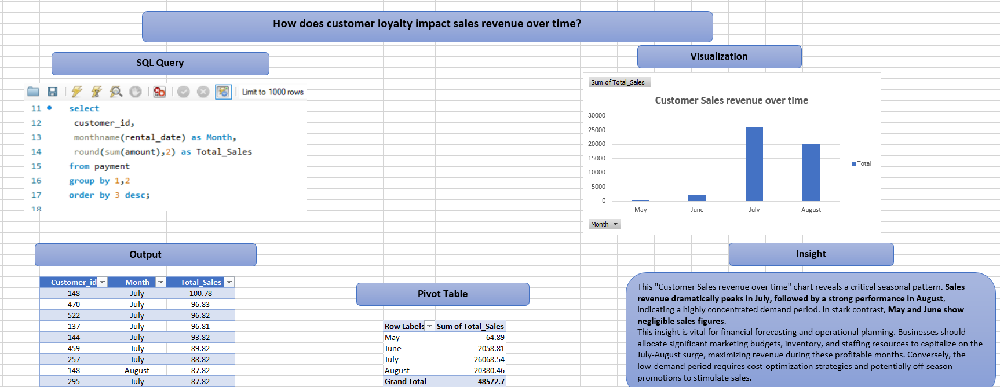 How does customer loyalty impact sales revenue over time?
SQL Query
Limit to 1000 rows
11 select
12 customer_id,
13 monthname(rental_date) as Month,
14 round(sum(amount),2) as Total_Sales
15 from payment
16 group by 1,2
17 order by 3 desc;
18
Visualization
Sum of Total_Sales
Customer Sales revenue over time
30000
25000
20000
15000
10000
5000
0
May June July August
Total
Month
Output
Customer_id Month Total_Sales
148 July 100.78
470 July 96.83
522 July 96.82
137 July 96.81
144 July 93.82
459 July 89.82
257 July 88.82
148 August 87.82
295 July 87.82
Pivot Table
Row Labels Sum of Total_Sales
May 64.89
June 2058.81
July 26068.54
August 20380.46
Grand Total 48572.7
Insight
This "Customer Sales revenue over time" chart reveals a critical seasonal pattern. Sales
revenue dramatically peaks in July, followed by a strong performance in August,
indicating a highly concentrated demand period. In stark contrast, May and June show
negligible sales figures.
This insight is vital for financial forecasting and operational planning. Businesses should
allocate significant marketing budgets, inventory, and staffing resources to capitalize on the
July-August surge, maximizing revenue during these profitable months. Conversely, the
low-demand period requires cost-optimization strategies and potentially off-season
promotions to stimulate sales.